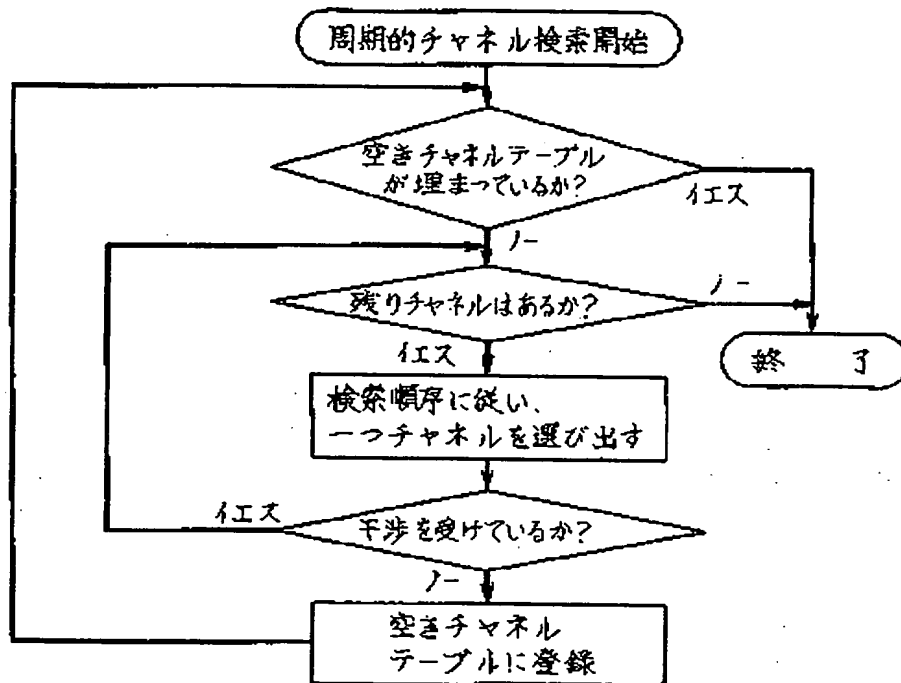 周期的チャネル検索開始
空きチャネルテーブル
が埋まっているか?
イエス
ノー
残りチャネルはあるか?
ノー
イエス
終 了
検索順序に従い、
一つチャネルを選び出す
イエス
干渉を受けているか?
ノー
空きチャネル
テーブルに登録